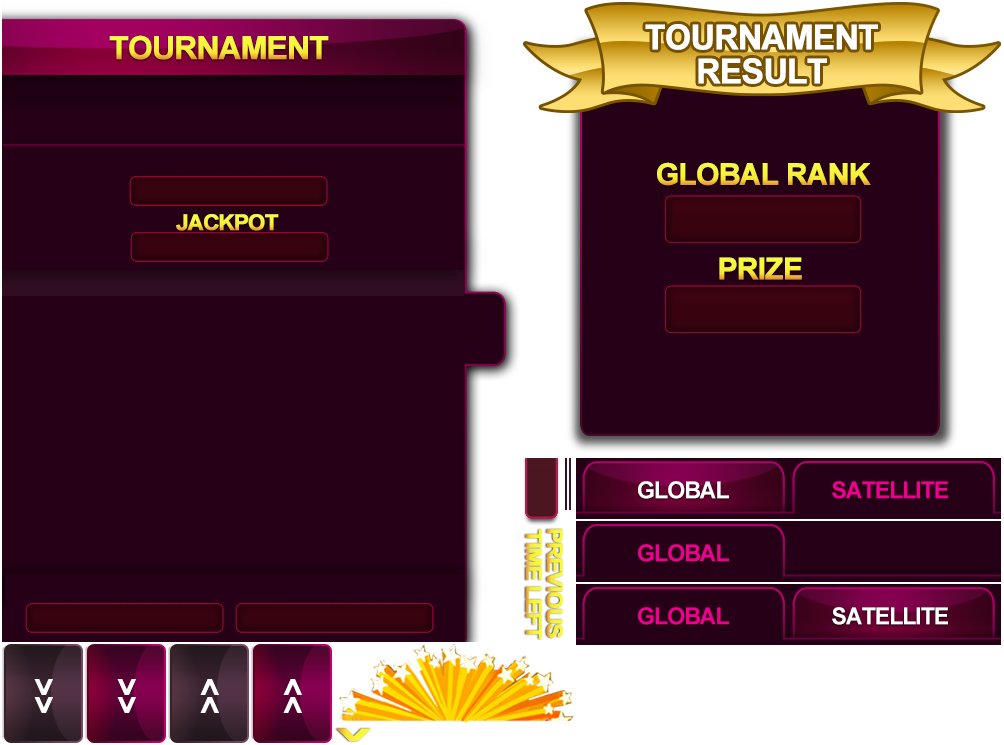 TOURNAMENT
JACKPOT
TOURNAMENT
RESULT
GLOBAL RANK
PRIZE
PREVIOUS
TIME LEFT
GLOBAL SATELLITE
GLOBAL
GLOBAL SATELLITE